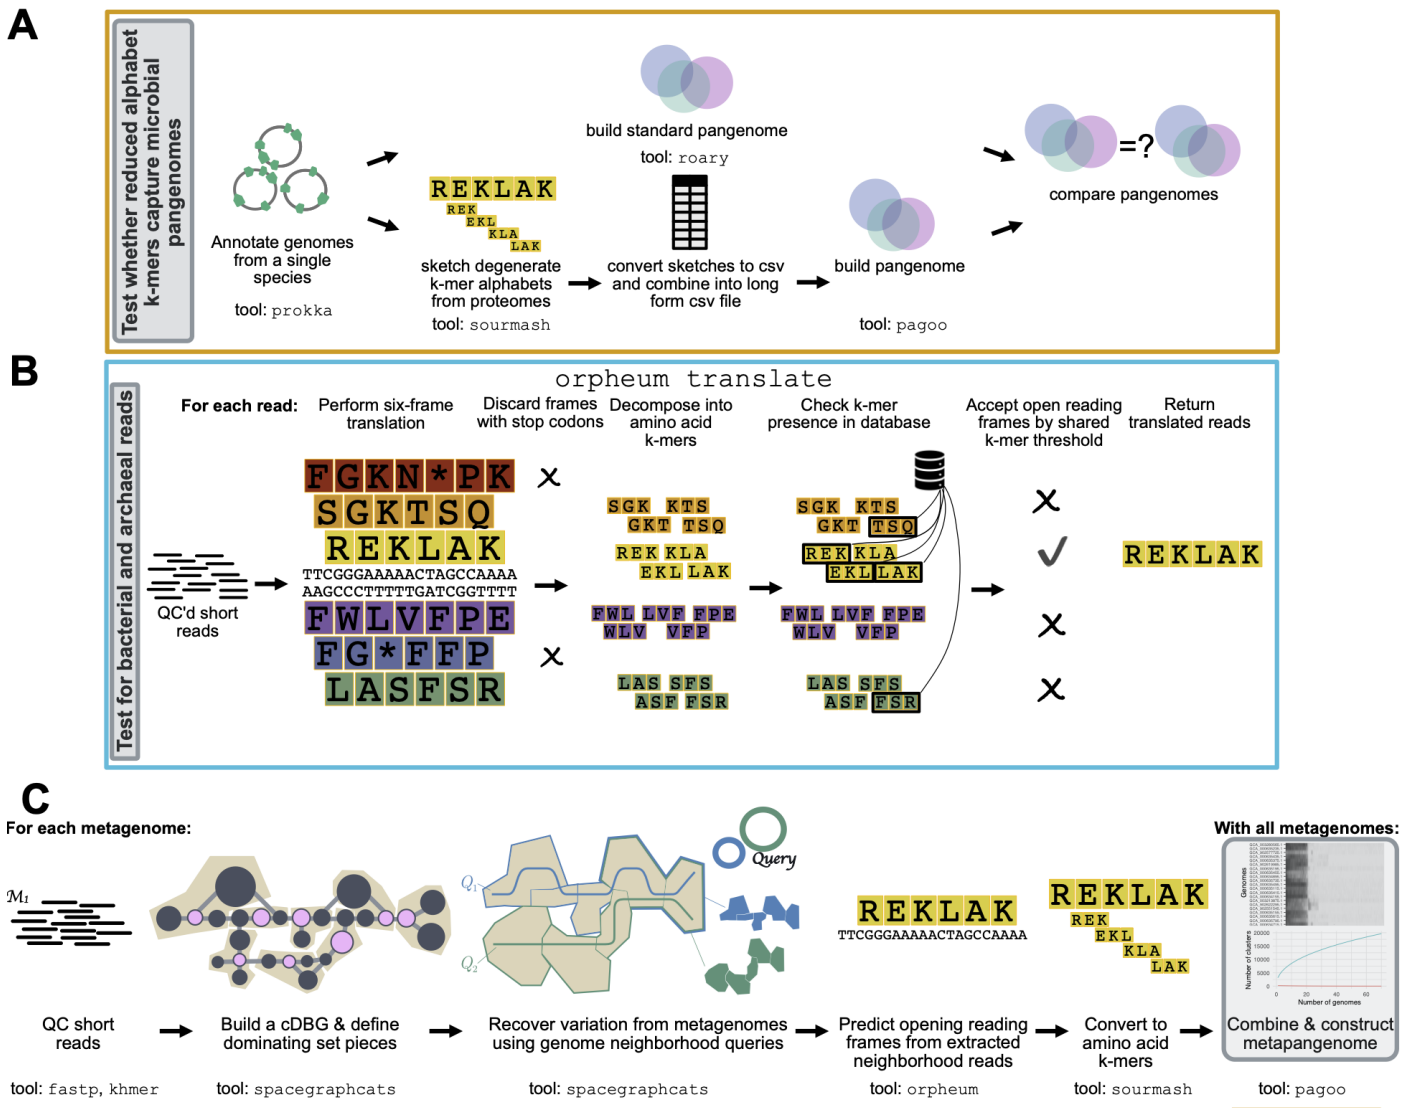 A
Test whether reduced alphabet
k-mers capture microbial
pangenomes
Annotate genomes
from a single
species
tool: prokka
REKLAK
REK
EKL
KLA
LAK
sketch degenerate
k-mer alphabets
from proteomes
tool: sourmash
build standard pangenome
tool: roary
convert sketches to csv
and combine into long
form csv file
build pangenome
tool: pagoo
=?
compare pangenomes
B
Test for bacterial and archaeal reads
orpheum translate
For each read:
Perform six-frame
translation
Discard frames
with stop codons
Decompose into
amino acid
k-mers
Check k-mer
presence in database
Accept open reading
frames by shared
k-mer threshold
Return
translated reads
QC'd short
reads
FGKN*PK
SGKTSQ
REKLAK
TTCGGGAAAAACTAGCCAAAA
AAGCCCTTTTTGATCGGTTTT
FWLVFPE
FG*FFP
LASFSR
SGK KTS
GKT TSQ
REK KLA
EKL LAK
FWL LVF FPE
WLV VFP
LAS SFS
ASF FSR
SGK KTS
GKT TSQ
REK KLA
EKL LAK
FWL LVF FPE
WLV VFP
LAS SFS
ASF FSR
REKLAK
C
For each metagenome:
M1
QC short
reads
tool: fastp, khmer
Build a cDBG & define
dominating set pieces
tool: spacegraphcats
Q1
Q2
Query
Recover variation from metagenomes
using genome neighborhood queries
tool: spacegraphcats
REKLAK
TTCGGGAAAAACTAGCCAAAA
Predict opening reading
frames from extracted
neighborhood reads
tool: orpheum
REKLAK
REK
EKL
KLA
LAK
Convert to
amino acid
k-mers
tool: sourmash
With all metagenomes:
Genomes
Number of clusters
20000
15000
10000
5000
0
0 20 40 60
Number of genomes
Combine & construct
metapangenome
tool: pagoo